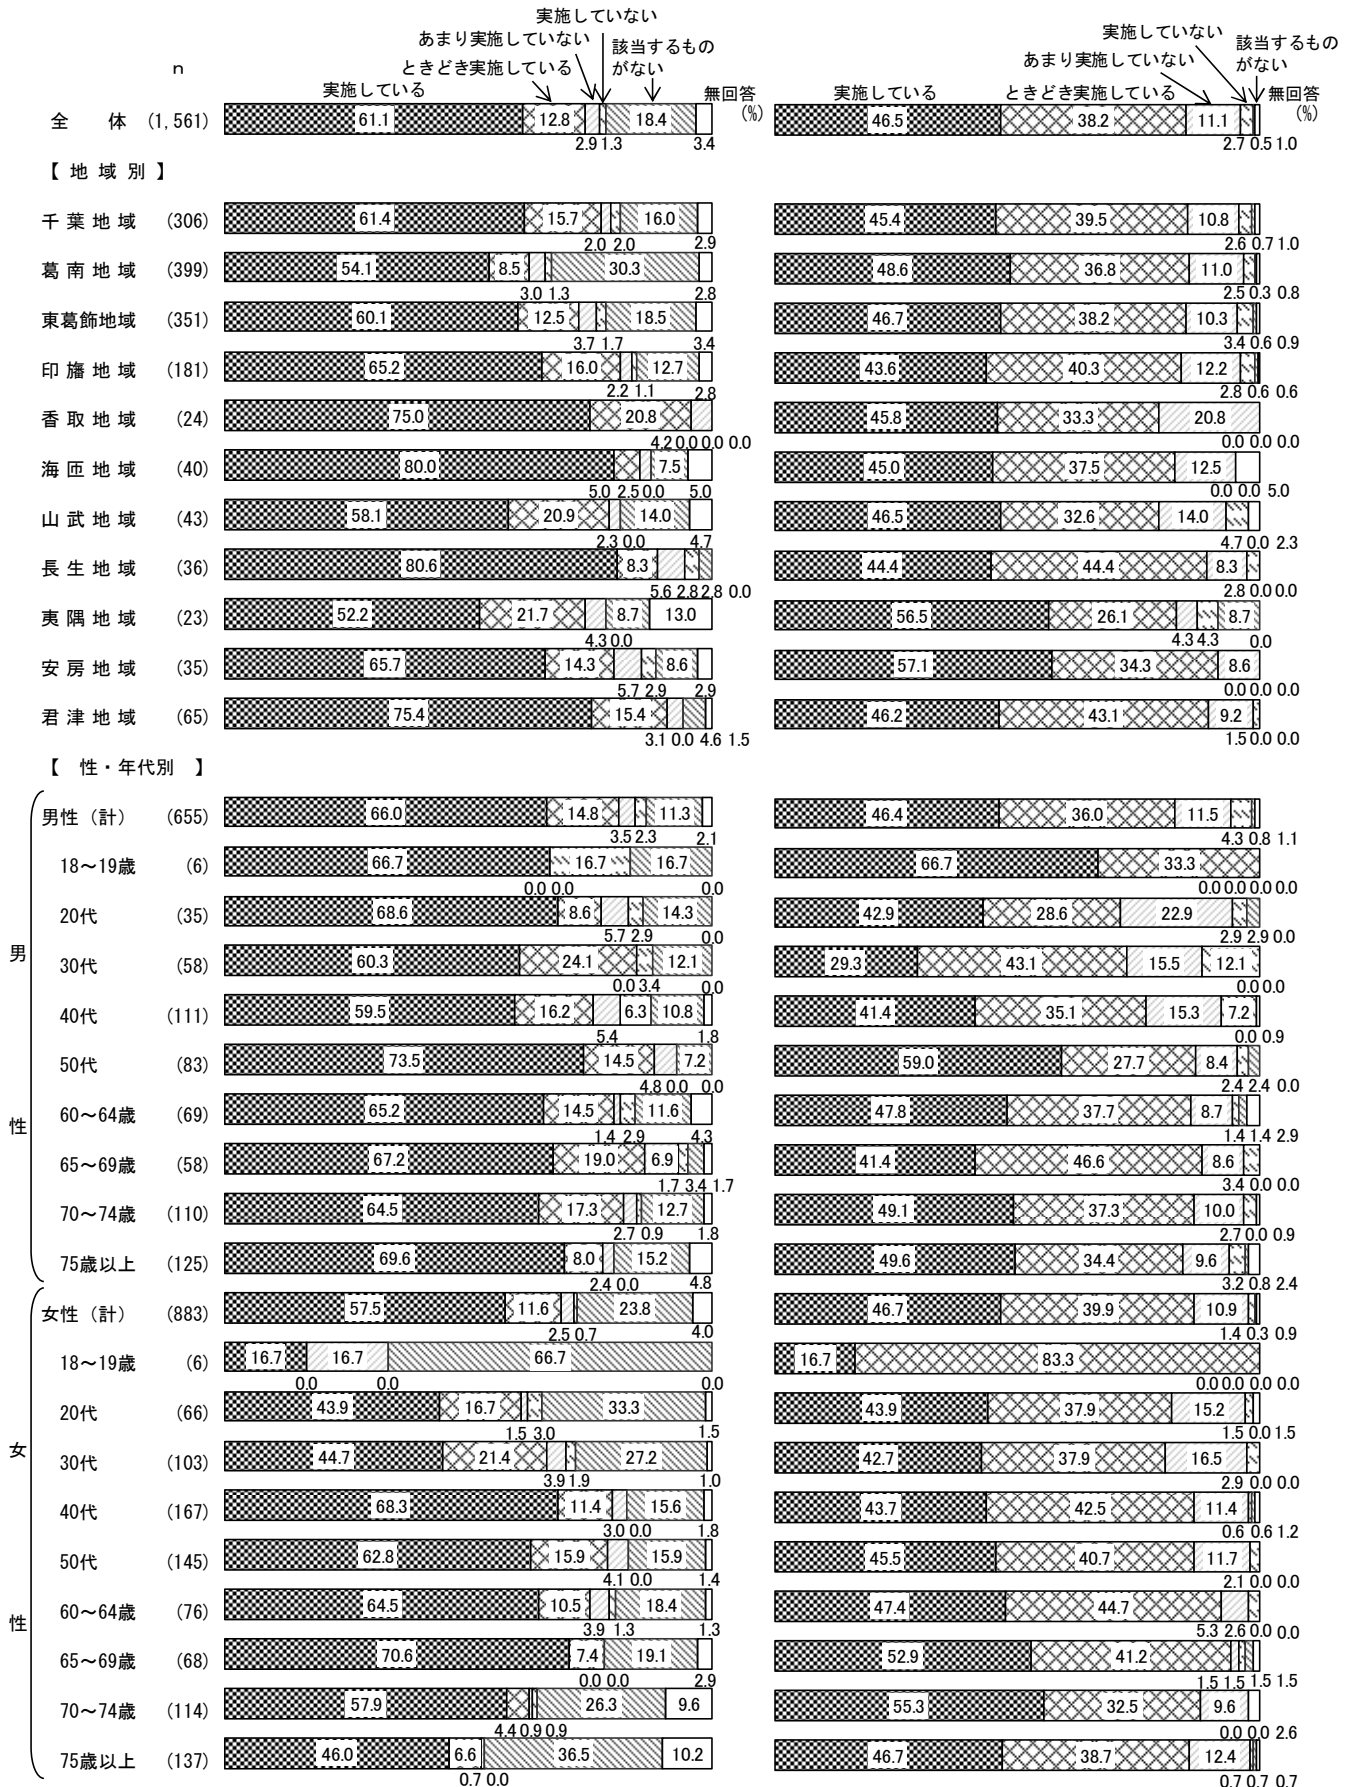 実施していない
実施していない
あまり実施していない
該当するもの
該当するもの
ときどき実施している
がない
あまり実施していない
がない
n
実施している
無回答
実施している
ときどき実施している
無回答
(%)
(%)
全 体 (1,561) 61.1 12.8 18.4 46.5 38.2 11.1
2.9 1.3 3.4 2.7 0.5 1.0
【 地 域 別 】
千 葉 地 域 (306) 61.4 15.7 16.0 45.4 39.5 10.8
2.0 2.0 2.9 2.6 0.7 1.0
葛 南 地 域 (399) 54.1 8.5 30.3 48.6 36.8 11.0
3.0 1.3 2.8 2.5 0.3 0.8
東葛飾地域 (351) 60.1 12.5 18.5 46.7 38.2 10.3
3.7 1.7 3.4 3.4 0.6 0.9
印 旛 地 域 (181) 65.2 16.0 12.7 43.6 40.3 12.2
2.2 1.1 2.8 2.8 0.6 0.6
香 取 地 域 (24) 75.0 20.8 45.8 33.3 20.8
4.2 0.0 0.0 0.0 0.0 0.0 0.0
海 匝 地 域 (40) 80.0 7.5 45.0 37.5 12.5
5.0 2.5 0.0 5.0 0.0 0.0 5.0
山 武 地 域 (43) 58.1 20.9 14.0 46.5 32.6 14.0
2.3 0.0 4.7 4.7 0.0 2.3
長 生 地 域 (36) 80.6 8.3 44.4 44.4 8.3
5.6 2.8 2.8 0.0 2.8 0.0 0.0
夷 隅 地 域 (23) 52.2 21.7 8.7 13.0 56.5 26.1 8.7
4.3 0.0 4.3 4.3 0.0
安 房 地 域 (35) 65.7 14.3 8.6 57.1 34.3 8.6
5.7 2.9 2.9 0.0 0.0 0.0
君 津 地 域 (65) 75.4 15.4 46.2 43.1 9.2
3.1 0.0 4.6 1.5 1.5 0.0 0.0
【 性・年代別 】
男性（計） (655) 66.0 14.8 11.3 46.4 36.0 11.5
3.5 2.3 2.1 4.3 0.8 1.1
18～19歳 (6) 66.7 16.7 16.7 66.7 33.3
0.0 0.0 0.0 0.0 0.0 0.0 0.0
20代 (35) 68.6 8.6 14.3 42.9 28.6 22.9
5.7 2.9 0.0 2.9 2.9 0.0
男
30代 (58) 60.3 24.1 12.1 29.3 43.1 15.5 12.1
0.0 3.4 0.0 0.0 0.0
40代 (111) 59.5 16.2 6.3 10.8 41.4 35.1 15.3 7.2
5.4 1.8 0.0 0.9
50代 (83) 73.5 14.5 7.2 59.0 27.7 8.4
4.8 0.0 0.0 2.4 2.4 0.0
60～64歳 (69) 65.2 14.5 11.6 47.8 37.7 8.7
性
1.4 2.9 4.3 1.4 1.4 2.9
65～69歳 (58) 67.2 19.0 6.9 41.4 46.6 8.6
1.7 3.4 1.7 3.4 0.0 0.0
70～74歳 (110) 64.5 17.3 12.7 49.1 37.3 10.0
2.7 0.9 1.8 2.7 0.0 0.9
75歳以上 (125) 69.6 8.0 15.2 49.6 34.4 9.6
2.4 0.0 4.8 3.2 0.8 2.4
女性（計） (883) 57.5 11.6 23.8 46.7 39.9 10.9
2.5 0.7 4.0 1.4 0.3 0.9
18～19歳 (6) 16.7 16.7 66.7 16.7 83.3
0.0 0.0 0.0 0.0 0.0 0.0 0.0
20代 (66) 43.9 16.7 33.3 43.9 37.9 15.2
1.5 3.0 1.5 1.5 0.0 1.5
女
30代 (103) 44.7 21.4 27.2 42.7 37.9 16.5
3.9 1.9 1.0 2.9 0.0 0.0
40代 (167) 68.3 11.4 15.6 43.7 42.5 11.4
3.0 0.0 1.8 0.6 0.6 1.2
50代 (145) 62.8 15.9 15.9 45.5 40.7 11.7
4.1 0.0 1.4 2.1 0.0 0.0
60～64歳 (76) 64.5 10.5 18.4 47.4 44.7
性
3.9 1.3 1.3 5.3 2.6 0.0 0.0
65～69歳 (68) 70.6 7.4 19.1 52.9 41.2
0.0 0.0 2.9 1.5 1.5 1.5 1.5
70～74歳 (114) 57.9 26.3 9.6 55.3 32.5 9.6
4.4 0.9 0.9 0.0 0.0 2.6
75歳以上 (137) 46.0 6.6 36.5 10.2 46.7 38.7 12.4
0.7 0.0 0.7 0.7 0.7